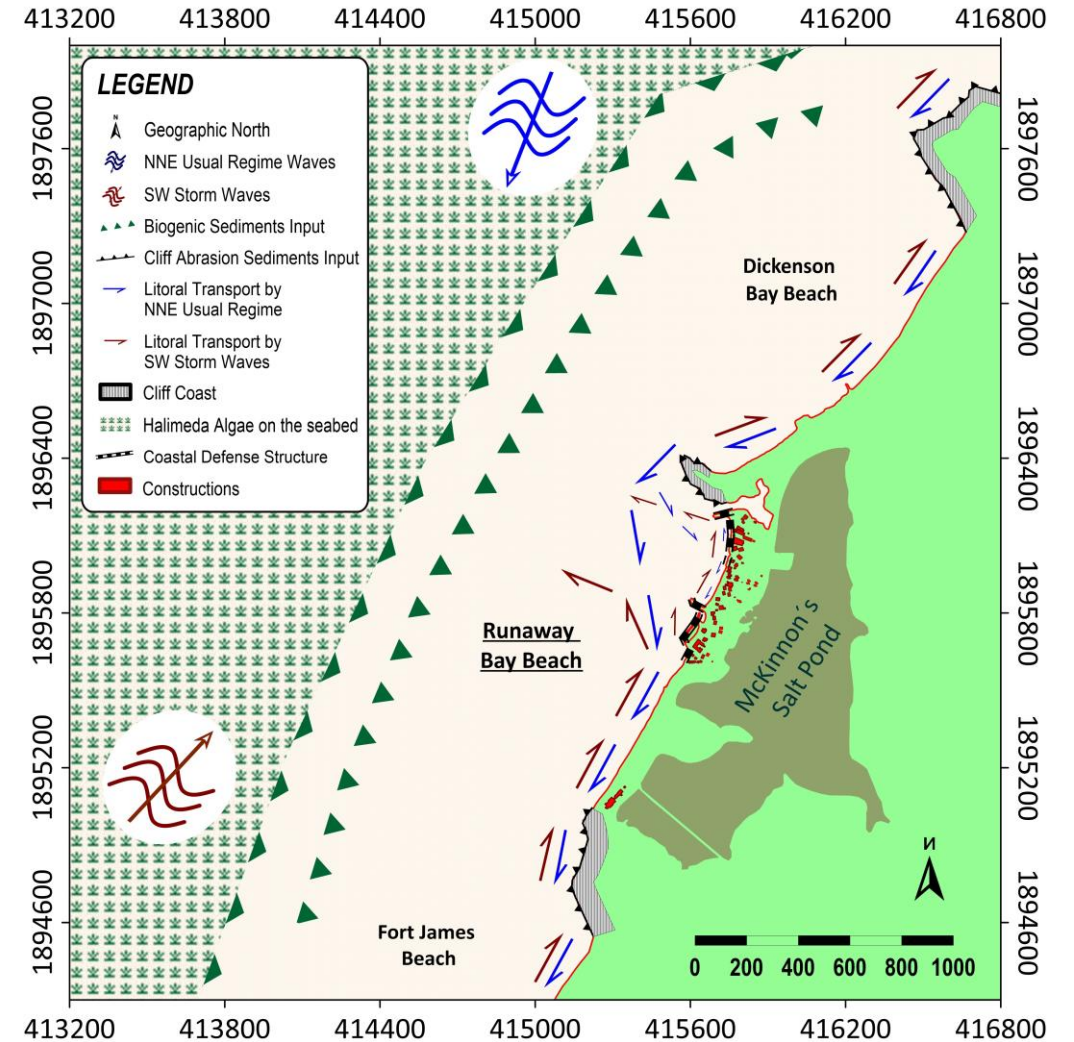 413200 413800 414400 415000 415600 416200 416800
LEGEND
N
Geographic North
NNE Usual Regime Waves
SW Storm Waves
Biogenic Sediments Input
Cliff Abrasion Sediments Input
Litoral Transport by
NNE Usual Regime
Litoral Transport by
SW Storm Waves
Cliff Coast
Halimeda Algae on the seabed
Coastal Defense Structure
Constructions
1897600
1897000
1896400
1895800
1895200
1894600
Dickenson
Bay Beach
Runaway
Bay Beach
McKinnon´s
Salt Pond
Fort James
Beach
1897600
1897000
1896400
1895800
1895200
1894600
N
0 200 400 600 800 1000
413200 413800 414400 415000 415600 416200 416800